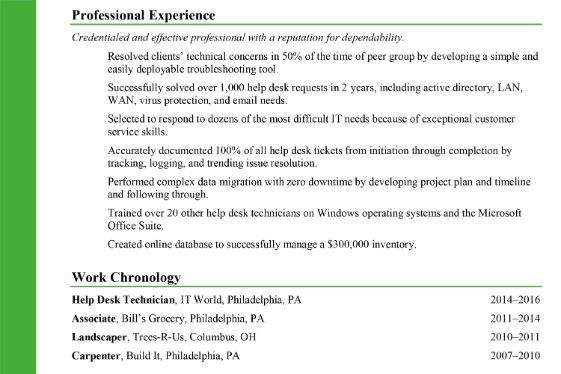 Professional Experience
Credentialed and effective professional with a reputation for dependability.
Resolved clients' technical concerns in 50% of the time of peer group by developing a simple and
easily deployable troubleshooting tool.
Successfully solved over 1,000 help desk requests in 2 years, including active directory, LAN,
WAN, virus protection, and email needs.
Selected to respond to dozens of the most difficult IT needs because of exceptional customer
service skills.
Accurately documented 100% of all help desk tickets from initiation through completion by
tracking, logging, and trending issue resolution.
Performed complex data migration with zero downtime by developing project plan and timeline
and following through.
Trained over 20 other help desk technicians on Windows operating systems and the Microsoft
Office Suite.
Created online database to successfully manage a $300,000 inventory.
Work Chronology
Help Desk Technician, IT World, Philadelphia, PA 2014–2016
Associate, Bill's Grocery, Philadelphia, PA 2011–2014
Landscaper, Trees-R-Us, Columbus, OH 2010–2011
Carpenter, Build It, Philadelphia, PA 2007–2010